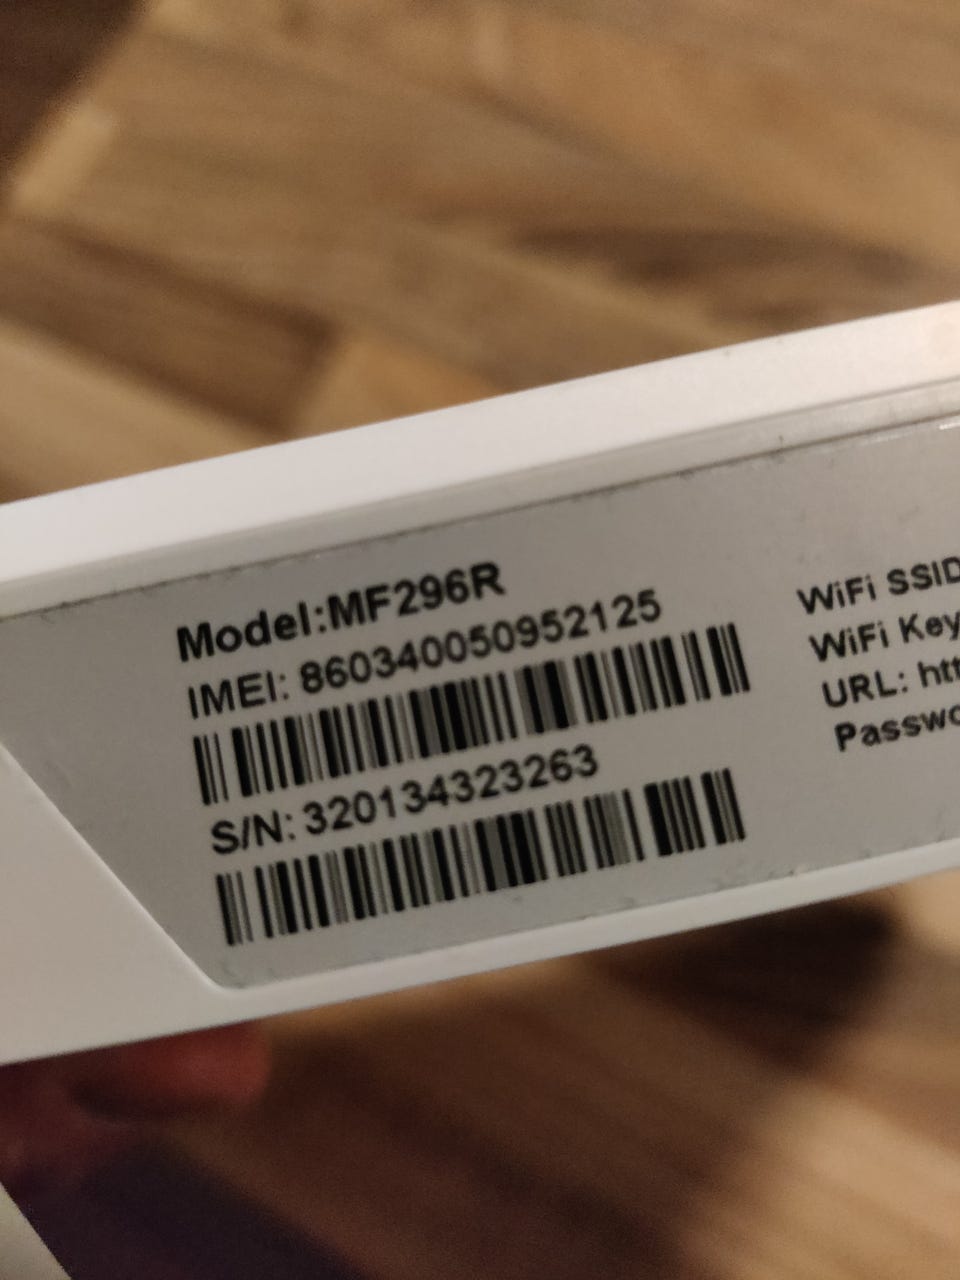 Model:MF296R
IMEI: 860340050952125
S/N: 320134323263
WiFi SSID
WiFi Key
URL: htt
Passwo